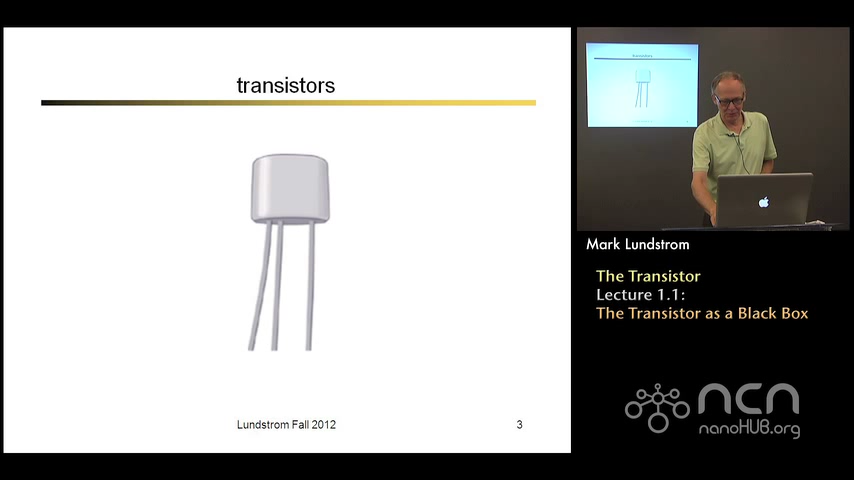 transistors
Lundstrom Fall 2012
3
transistors
Mark Lundstrom
The Transistor
Lecture 1.1:
The Transistor as a Black Box
ncn
nanoHUB.org